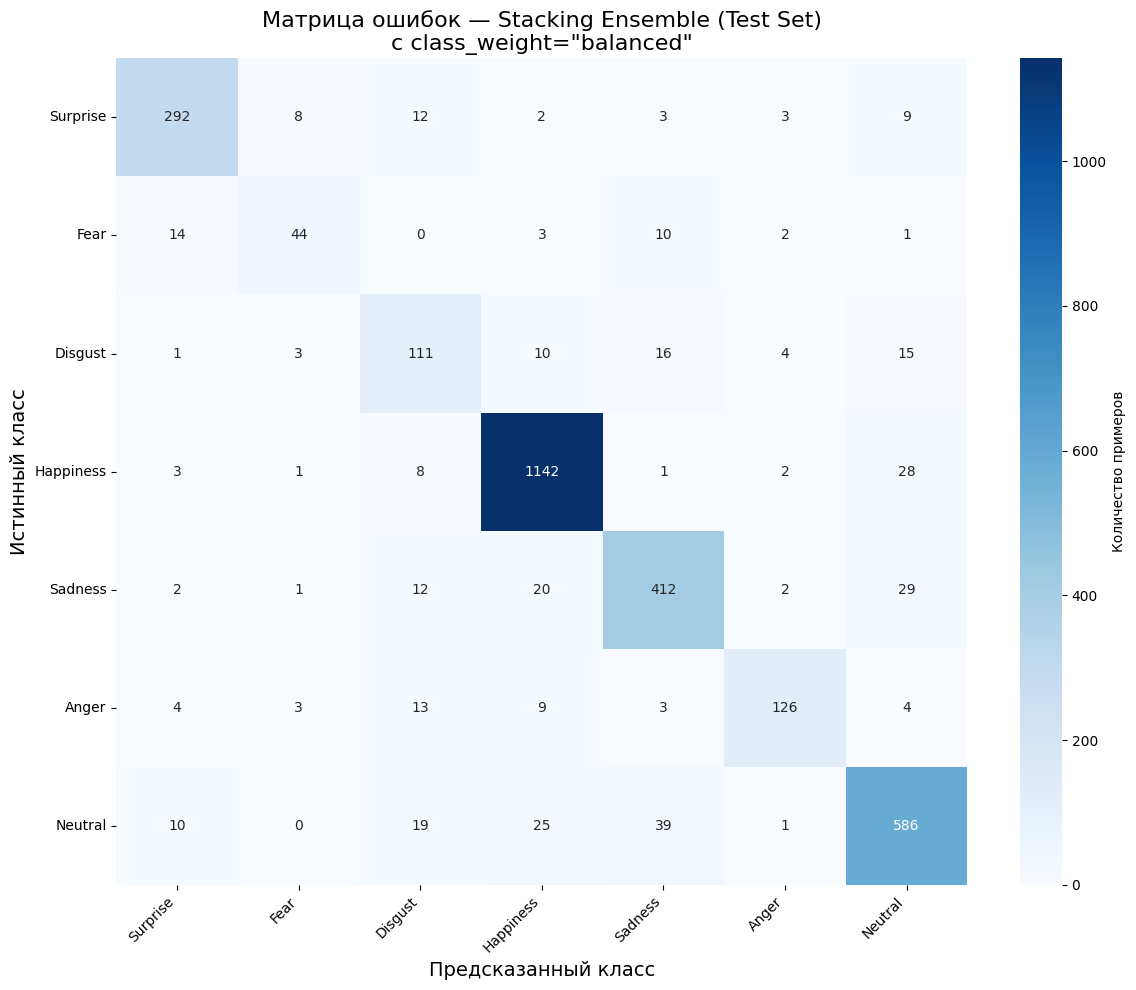 Матрица ошибок — Stacking Ensemble (Test Set)
с class_weight="balanced"
Surprise 292 8 12 2 3 3 9
Fear 14 44 0 3 10 2 1
Disgust 1 3 111 10 16 4 15
Happiness 3 1 8 1142 1 2 28
Sadness 2 1 12 20 412 2 29
Anger 4 3 13 9 3 126 4
Neutral 10 0 19 25 39 1 586
Surprise Fear Disgust Happiness Sadness Anger Neutral
Предсказанный класс
Истинный класс
1000
800
600
400
200
0
Количество примеров